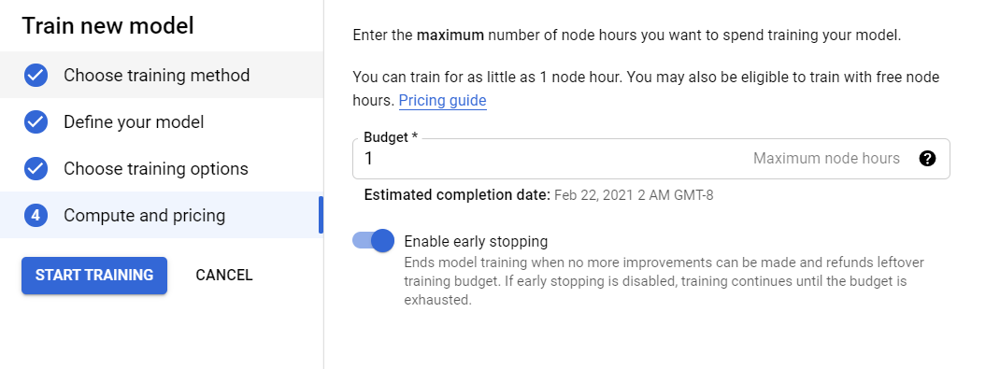 Train new model
Choose training method
Define your model
Choose training options
4 Compute and pricing
START TRAINING CANCEL
Enter the maximum number of node hours you want to spend training your model.
You can train for as little as 1 node hour. You may also be eligible to train with free node
hours. Pricing guide
Budget *
1 Maximum node hours ?
Estimated completion date: Feb 22, 2021 2 AM GMT-8
Enable early stopping
Ends model training when no more improvements can be made and refunds leftover
training budget. If early stopping is disabled, training continues until the budget is
exhausted.